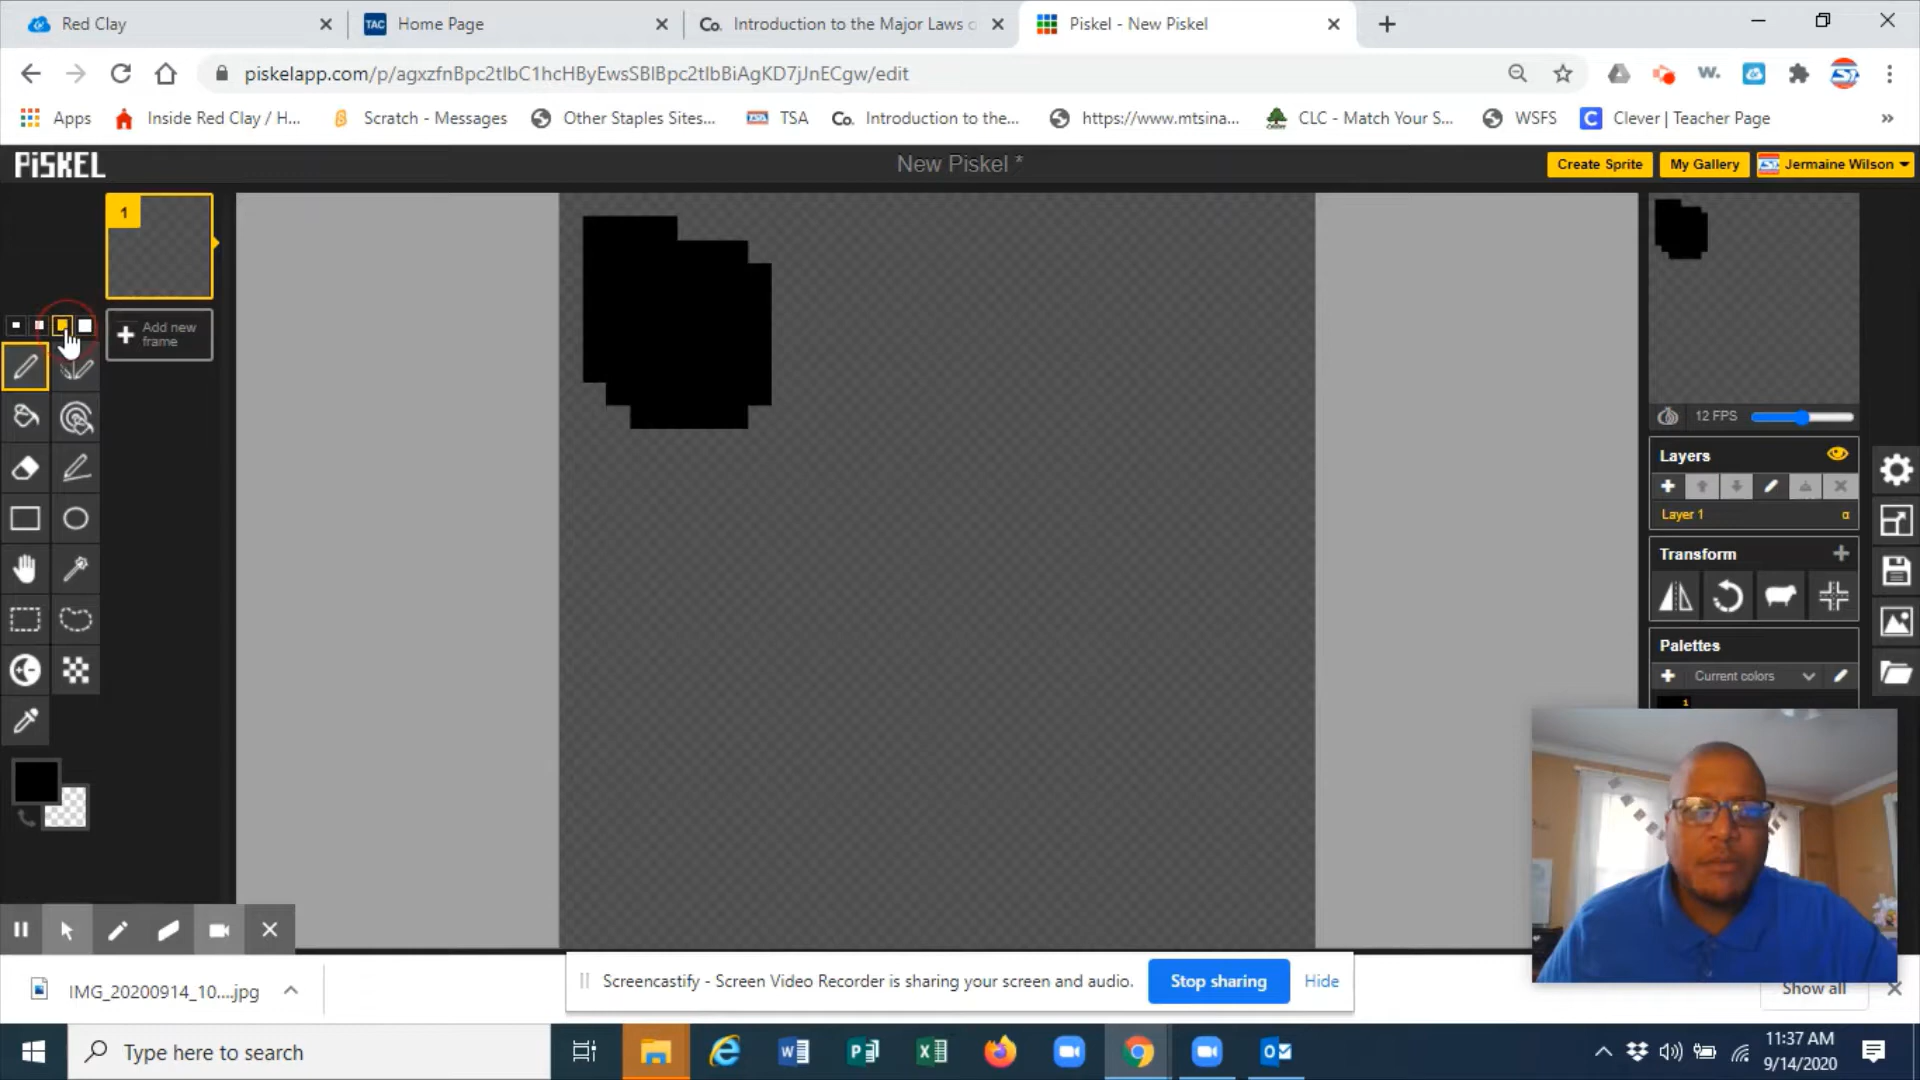 Red Clay
TAC Home Page
Co. Introduction to the Major Laws o
Piskel - New Piskel
piskelapp.com/p/agxzfnBpc2tlbC1hcHByEwsSBlBpc2tlbBiAgKD7jJnECgw/edit
Apps
Inside Red Clay / H...
Scratch - Messages
Other Staples Sites...
TSA
Co. Introduction to the...
https://www.mtsina...
CLC - Match Your S...
WSFS
C Clever | Teacher Page
»
PiSKEL
New Piskel *
Create Sprite
My Gallery
Jermaine Wilson
1
Add new
frame
12 FPS
Layers
Layer 1
α
Transform
Palettes
Current colors
1
IMG_20200914_10....jpg
Screencastify - Screen Video Recorder is sharing your screen and audio.
Stop sharing
Hide
Show all
Type here to search
11:37 AM
9/14/2020